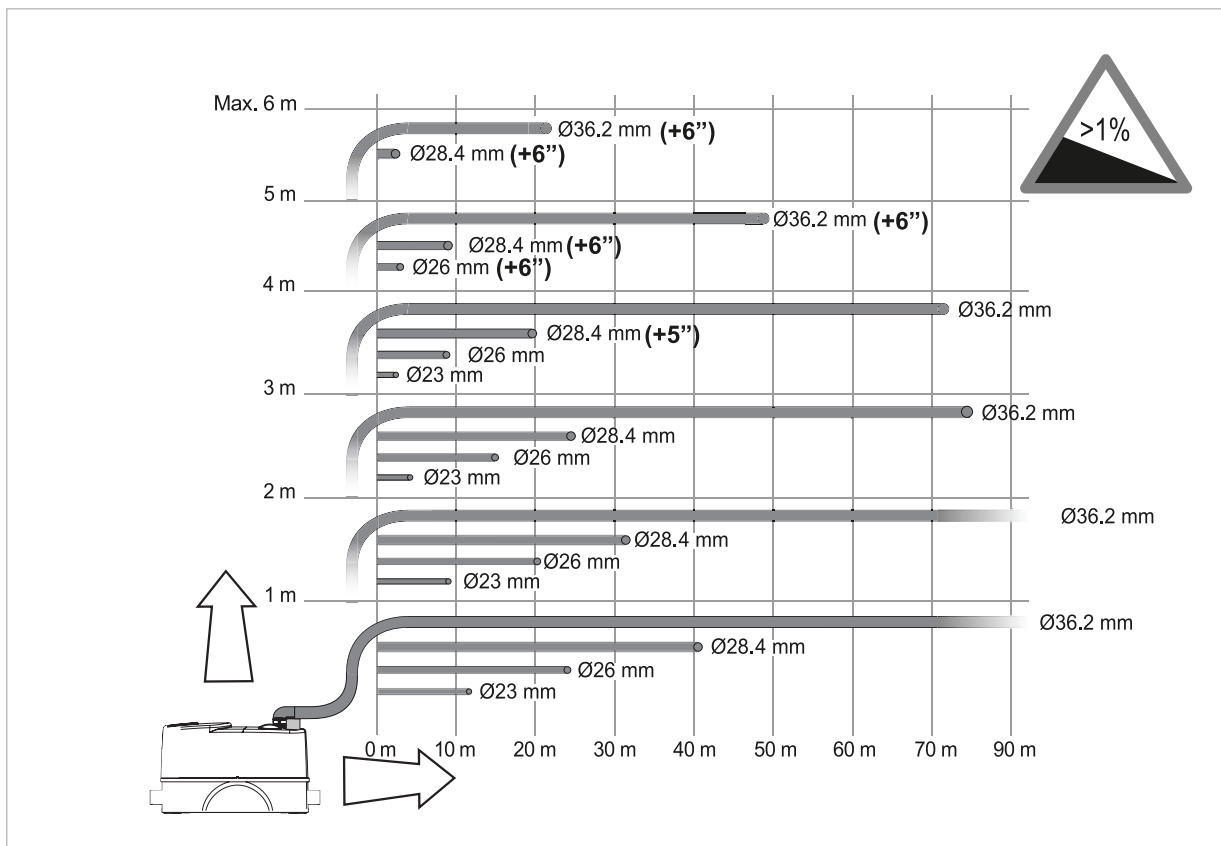 Max. 6 m
>1%
Ø36.2 mm (+6”)
Ø28.4 mm (+6”)
5 m
Ø36.2 mm (+6”)
Ø28.4 mm (+6”)
Ø26 mm (+6”)
4 m
Ø36.2 mm
Ø28.4 mm (+5”)
Ø26 mm
Ø23 mm
3 m
Ø36.2 mm
Ø28.4 mm
Ø26 mm
Ø23 mm
2 m
Ø36.2 mm
Ø28.4 mm
Ø26 mm
Ø23 mm
1 m
Ø36.2 mm
Ø28.4 mm
Ø26 mm
Ø23 mm
0 m 10 m 20 m 30 m 40 m 50 m 60 m 70 m 90 m